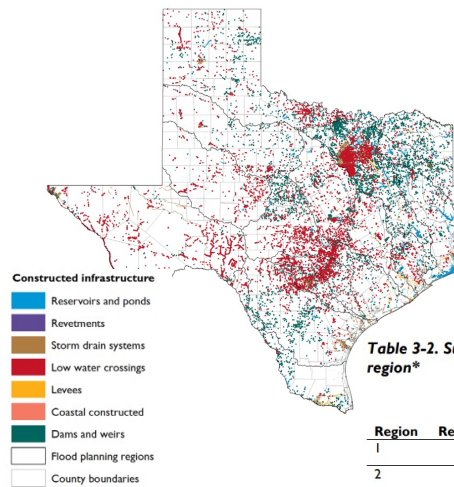 Constructed infrastructure
Reservoirs and ponds
Revetments
Storm drain systems
Low water crossings
Levees
Coastal constructed
Dams and weirs
Flood planning regions
County boundaries
Table 3-2.
region*
Region
1
2